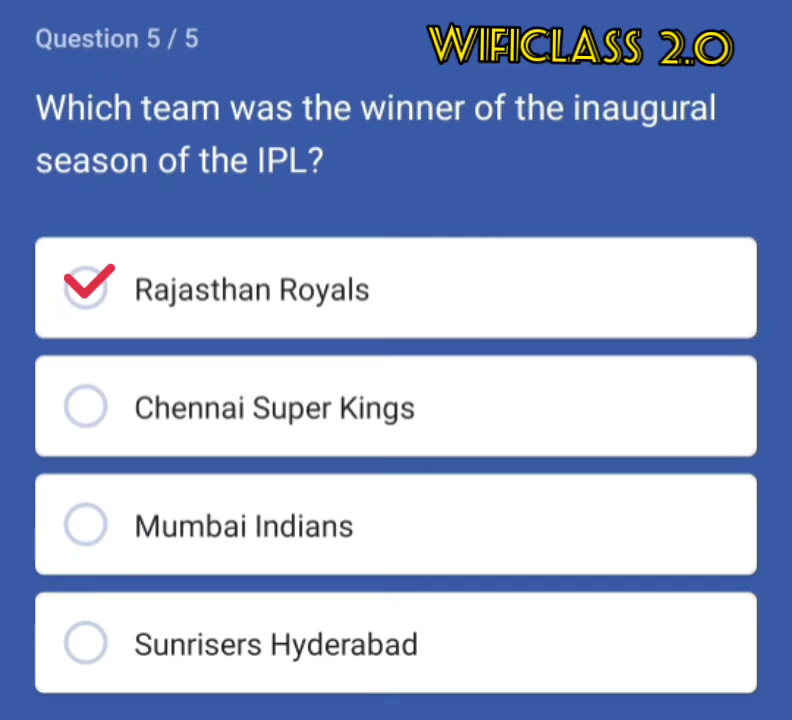 Question 5 / 5
WIFICLASS 2.0
Which team was the winner of the inaugural
season of the IPL?
Rajasthan Royals
Chennai Super Kings
Mumbai Indians
Sunrisers Hyderabad